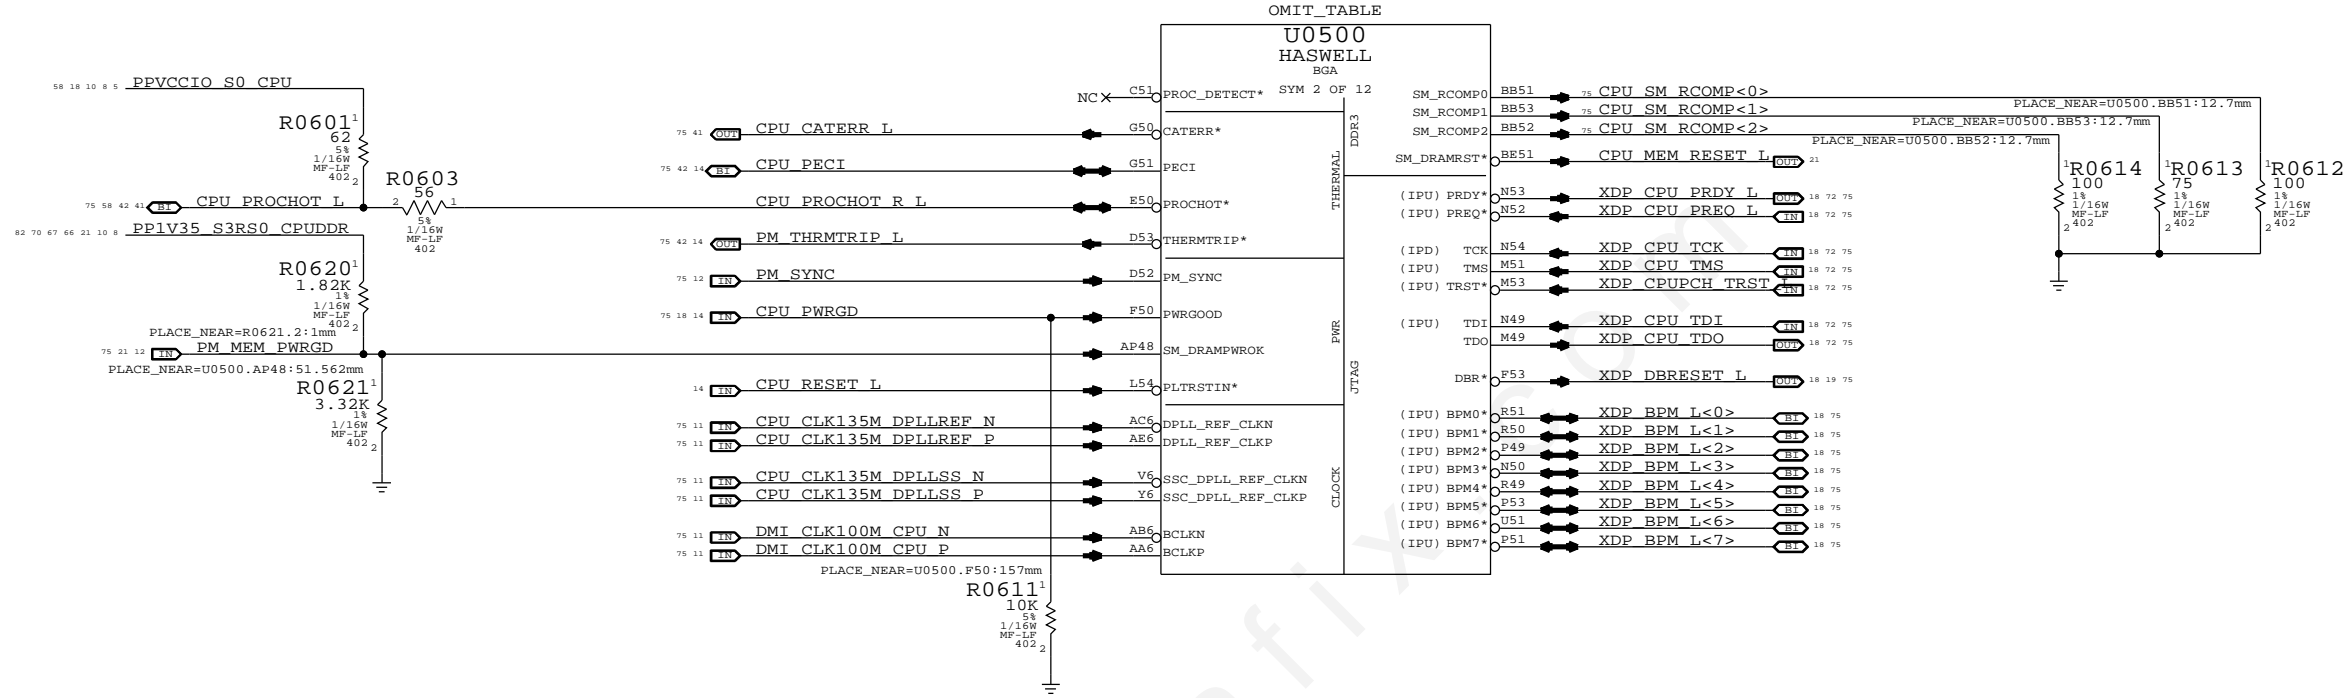 OMIT_TABLE
U0500
HASWELL
BGA
SYM 2 OF 12
58 18 10 8 5 PPVCCIO_S0_CPU
R0601 1
62
5%
1/16W
MF-LF
402 2
75 58 42 41 BI CPU_PROCHOT_L
R0603
56
2 1
5%
1/16W
MF-LF
402
82 70 67 66 21 10 8 PP1V35_S3RS0_CPUDDR
R0620 1
1.82K
1%
1/16W
MF-LF
402 2
PLACE_NEAR=R0621.2:1mm
75 21 12 IN PM_MEM_PWRGD
PLACE_NEAR=U0500.AP48:51.562mm
R0621 1
3.32K
1%
1/16W
MF-LF
402 2
NC C51 PROC_DETECT*
75 41 OUT CPU_CATERR_L G50 CATERR*
75 42 14 BI CPU_PECI G51 PECI
CPU_PROCHOT_R_L E50 PROCHOT*
75 42 14 OUT PM_THRMTRIP_L D53 THERMTRIP*
75 12 IN PM_SYNC D52 PM_SYNC
75 18 14 IN CPU_PWRGD F50 PWRGOOD
AP48 SM_DRAMPWROK
14 IN CPU_RESET_L L54 PLTRSTIN*
75 11 IN CPU_CLK135M_DPLLREF_N AC6 DPLL_REF_CLKN
75 11 IN CPU_CLK135M_DPLLREF_P AE6 DPLL_REF_CLKP
75 11 IN CPU_CLK135M_DPLLSS_N V6 SSC_DPLL_REF_CLKN
75 11 IN CPU_CLK135M_DPLLSS_P Y6 SSC_DPLL_REF_CLKP
75 11 IN DMI_CLK100M_CPU_N AB6 BCLKN
75 11 IN DMI_CLK100M_CPU_P AA6 BCLKP
PLACE_NEAR=U0500.F50:157mm
R0611 1
10K
5%
1/16W
MF-LF
402 2
THERMAL
PWR
CLOCK
DDR3
JTAG
SM_RCOMP0 BB51 75 CPU_SM_RCOMP<0>
PLACE_NEAR=U0500.BB51:12.7mm
SM_RCOMP1 BB53 75 CPU_SM_RCOMP<1>
PLACE_NEAR=U0500.BB53:12.7mm
SM_RCOMP2 BB52 75 CPU_SM_RCOMP<2>
PLACE_NEAR=U0500.BB52:12.7mm
SM_DRAMRST* BE51 CPU_MEM_RESET_L OUT 21
(IPU) PRDY* N53 XDP_CPU_PRDY_L OUT 18 72 75
(IPU) PREQ* N52 XDP_CPU_PREQ_L IN 18 72 75
(IPD) TCK N54 XDP_CPU_TCK IN 18 72 75
(IPU) TMS M51 XDP_CPU_TMS IN 18 72 75
(IPU) TRST* M53 XDP_CPUPCH_TRST_L IN 18 72 75
(IPU) TDI N49 XDP_CPU_TDI IN 18 72 75
TDO M49 XDP_CPU_TDO OUT 18 72 75
DBR* F53 XDP_DBRESET_L OUT 18 19 75
(IPU) BPM0* R51 XDP_BPM_L<0> BI 18 75
(IPU) BPM1* R50 XDP_BPM_L<1> BI 18 75
(IPU) BPM2* P49 XDP_BPM_L<2> BI 18 75
(IPU) BPM3* N50 XDP_BPM_L<3> BI 18 75
(IPU) BPM4* R49 XDP_BPM_L<4> BI 18 75
(IPU) BPM5* P53 XDP_BPM_L<5> BI 18 75
(IPU) BPM6* U51 XDP_BPM_L<6> BI 18 75
(IPU) BPM7* P51 XDP_BPM_L<7> BI 18 75
1 R0614
100
1%
1/16W
MF-LF
2 402
1 R0613
75
1%
1/16W
MF-LF
2 402
1 R0612
100
1%
1/16W
MF-LF
2 402